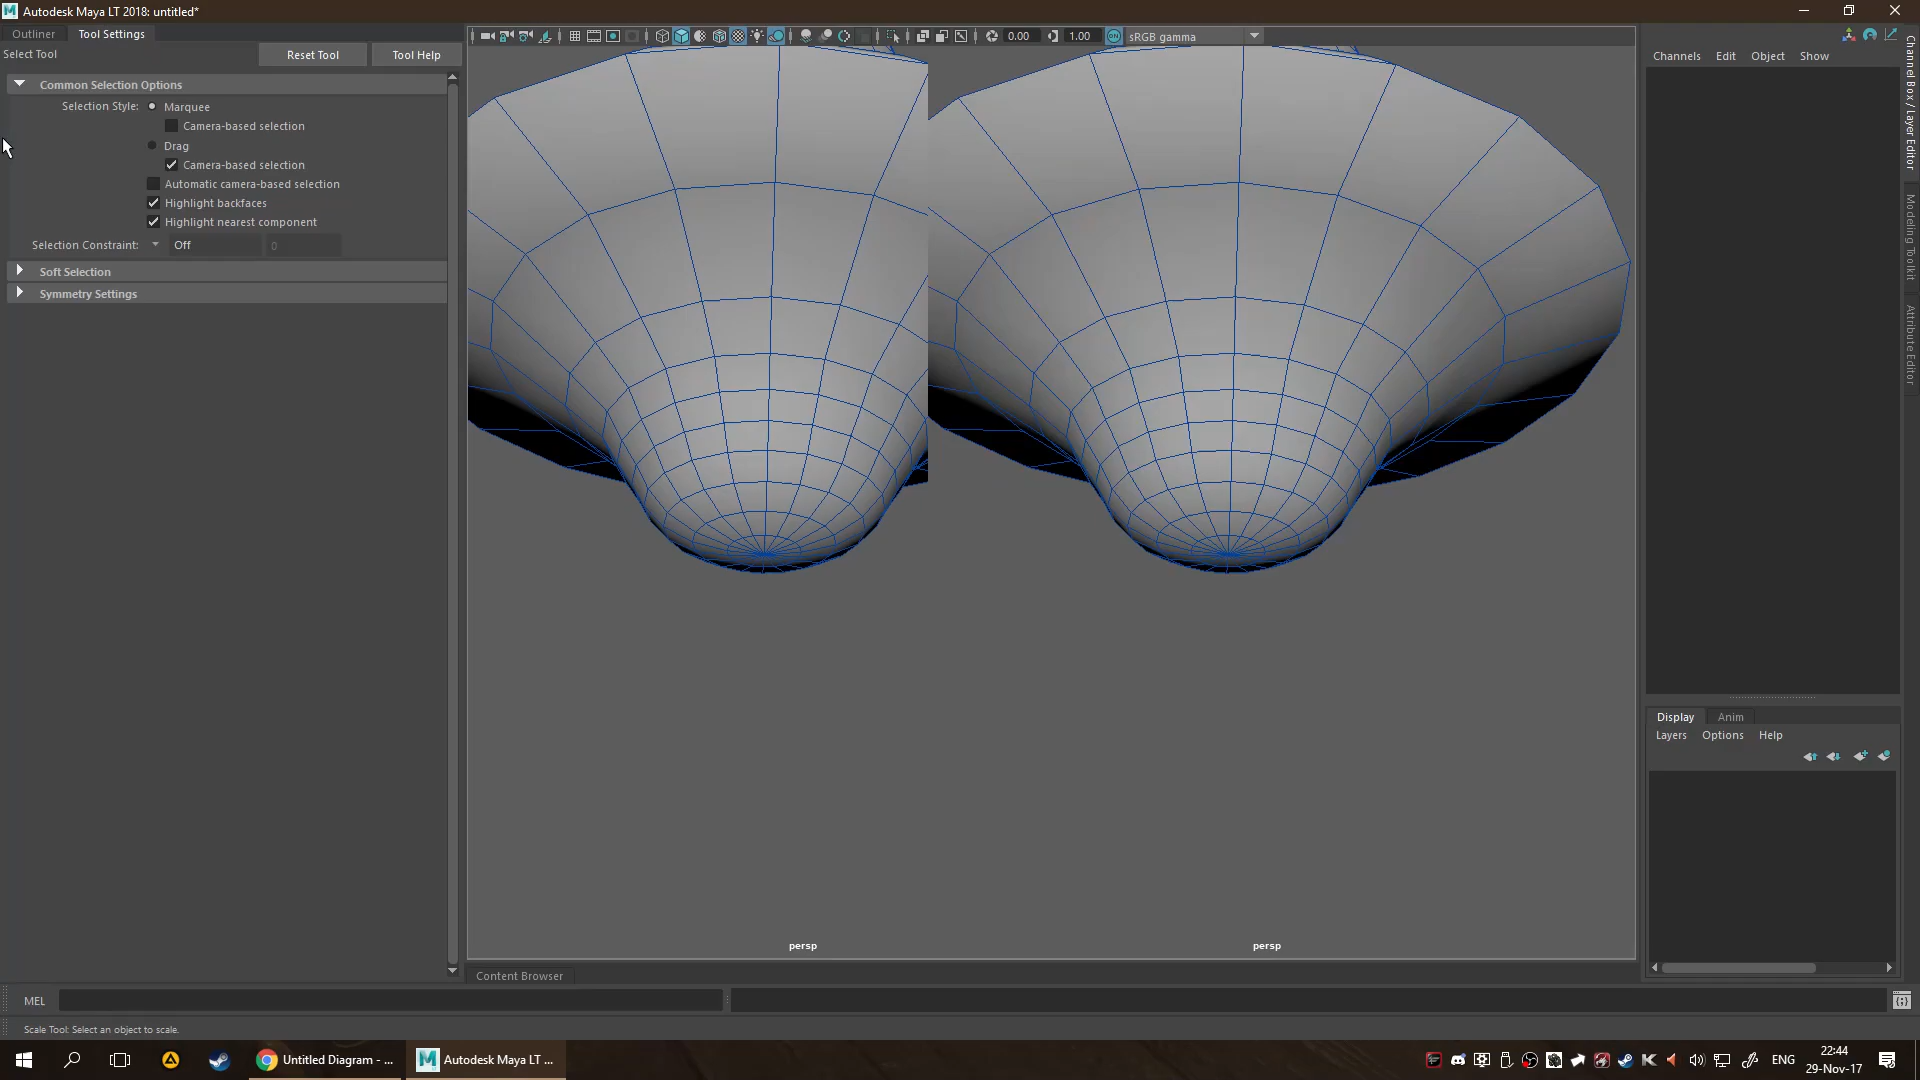 Autodesk Maya LT 2018: untitled*
Outliner
Tool Settings
Select Tool
Reset Tool
Tool Help
Common Selection Options
Selection Style:
Marquee
Camera-based selection
Drag
Camera-based selection
Automatic camera-based selection
Highlight backfaces
Highlight nearest component
Selection Constraint:
Off
0
Soft Selection
Symmetry Settings
0.00
1.00
ON
sRGB gamma
persp
persp
Content Browser
Channels
Edit
Object
Show
Channel Box / Layer Editor
Modeling Toolkit
Attribute Editor
Display
Anim
Layers
Options
Help
MEL
Scale Tool: Select an object to scale.
Untitled Diagram - ...
Autodesk Maya LT ...
ENG
22:44
29-Nov-17